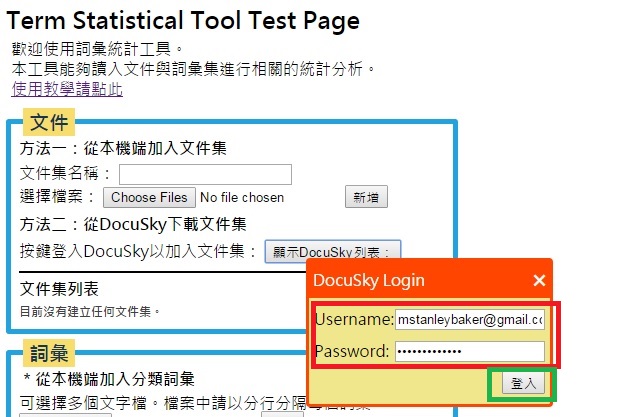 Term Statistical Tool Test Page
歡迎使用詞彙統計工具。
本工具能夠讀入文件與詞彙集進行相關的統計分析。
使用教學請點此
文件
方法一：從本機端加入文件集
文件集名稱：
選擇檔案： Choose Files No file chosen 新增
方法二：從DocuSky下載文件集
按鍵登入DocuSky以加入文件集： 顯示DocuSky列表：
文件集列表
目前沒有建立任何文件集。
DocuSky Login ×
Username: mstanleybaker@gmail.co
Password: •••••••••••••
登入
詞彙
* 從本機端加入分類詞彙
可選擇多個文字檔。檔案中請以分行分隔